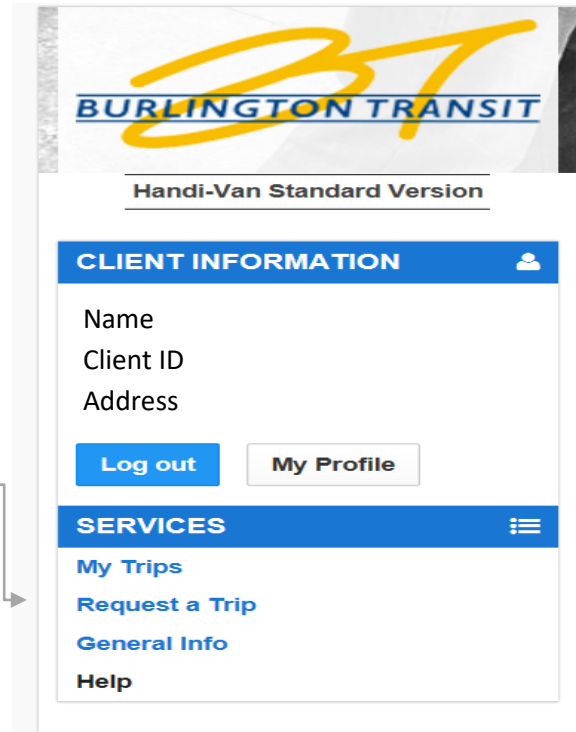 BURLINGTON TRANSIT
Handi-Van Standard Version
CLIENT INFORMATION
Name
Client ID
Address
Log out My Profile
SERVICES
My Trips
Request a Trip
General Info
Help